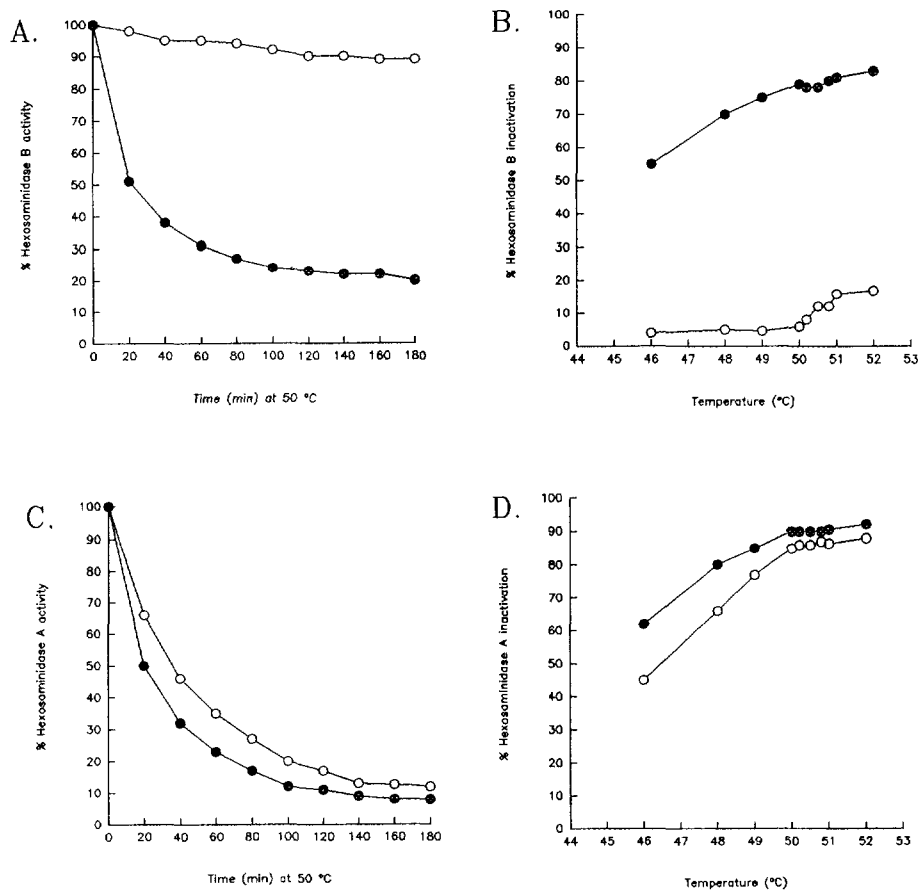 A.
% Hexosaminidase B activity
100
90
80
70
60
50
40
30
20
10
0
0 20 40 60 80 100 120 140 160 180
Time (min) at 50 °C
B.
% Hexosaminidase B inactivation
100
90
80
70
60
50
40
30
20
10
0
44 45 46 47 48 49 50 51 52 53
Temperature (°C)
C.
% Hexosaminidase A activity
100
90
80
70
60
50
40
30
20
10
0
0 20 40 60 80 100 120 140 160 180
Time (min) at 50 °C
D.
% Hexosaminidase A inactivation
100
90
80
70
60
50
40
30
20
10
0
44 45 46 47 48 49 50 51 52 53
Temperature (°C)